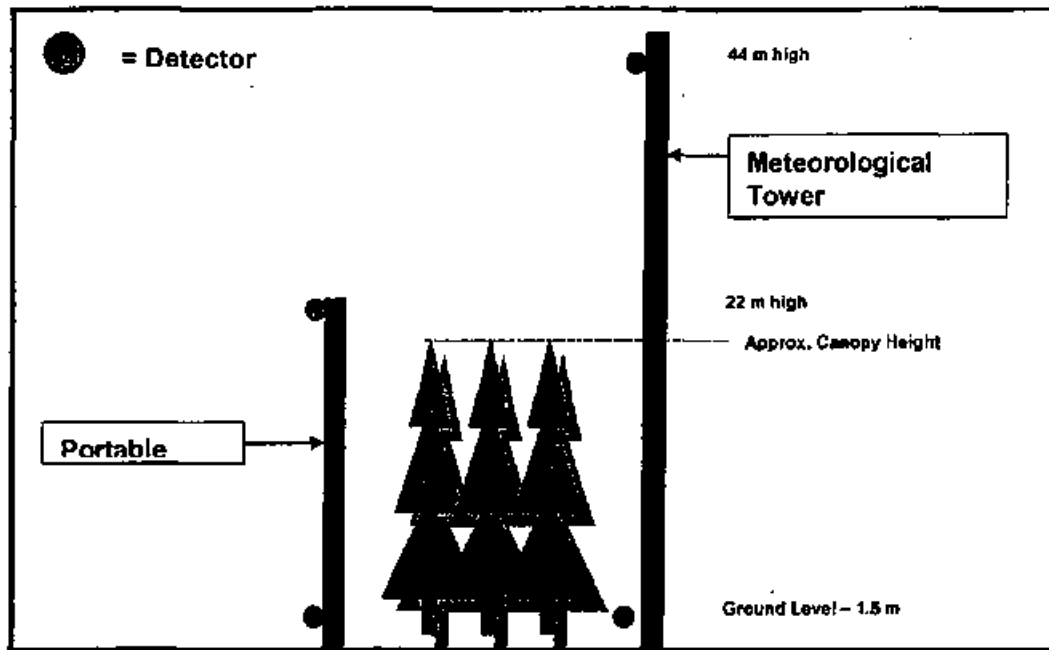 = Detector
44 m high
Meteorological
Tower
22 m high
Approx. Canopy Height
Portable
Ground Level – 1.5 m